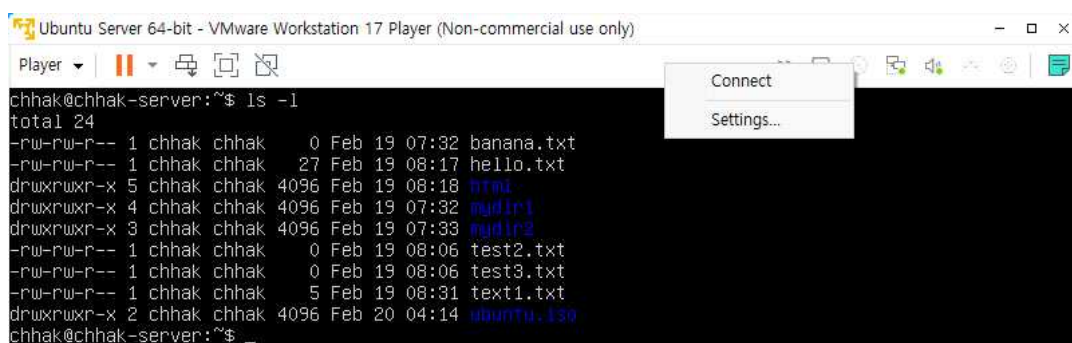 Ubuntu Server 64-bit - VMware Workstation 17 Player (Non-commercial use only)
Player
Connect
Settings...
chhak@chhak-server:~$ ls -l
total 24
-rw-rw-r-- 1 chhak chhak    0 Feb 19 07:32 banana.txt
-rw-rw-r-- 1 chhak chhak   27 Feb 19 08:17 hello.txt
drwxrwxr-x 5 chhak chhak 4096 Feb 19 08:18 html
drwxrwxr-x 4 chhak chhak 4096 Feb 19 07:32 mydir1
drwxrwxr-x 3 chhak chhak 4096 Feb 19 07:33 mydir2
-rw-rw-r-- 1 chhak chhak    0 Feb 19 08:06 test2.txt
-rw-rw-r-- 1 chhak chhak    0 Feb 19 08:06 test3.txt
-rw-rw-r-- 1 chhak chhak    5 Feb 19 08:31 text1.txt
drwxrwxr-x 2 chhak chhak 4096 Feb 20 04:14 ubuntu.iso
chhak@chhak-server:~$ _